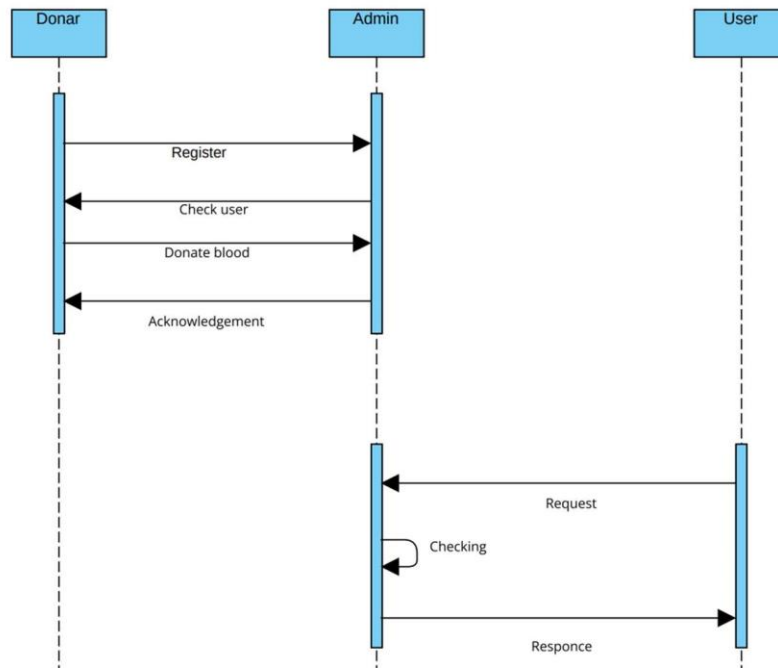 Donar
Admin
User
Register
Check user
Donate blood
Acknowledgement
Request
Checking
Responce